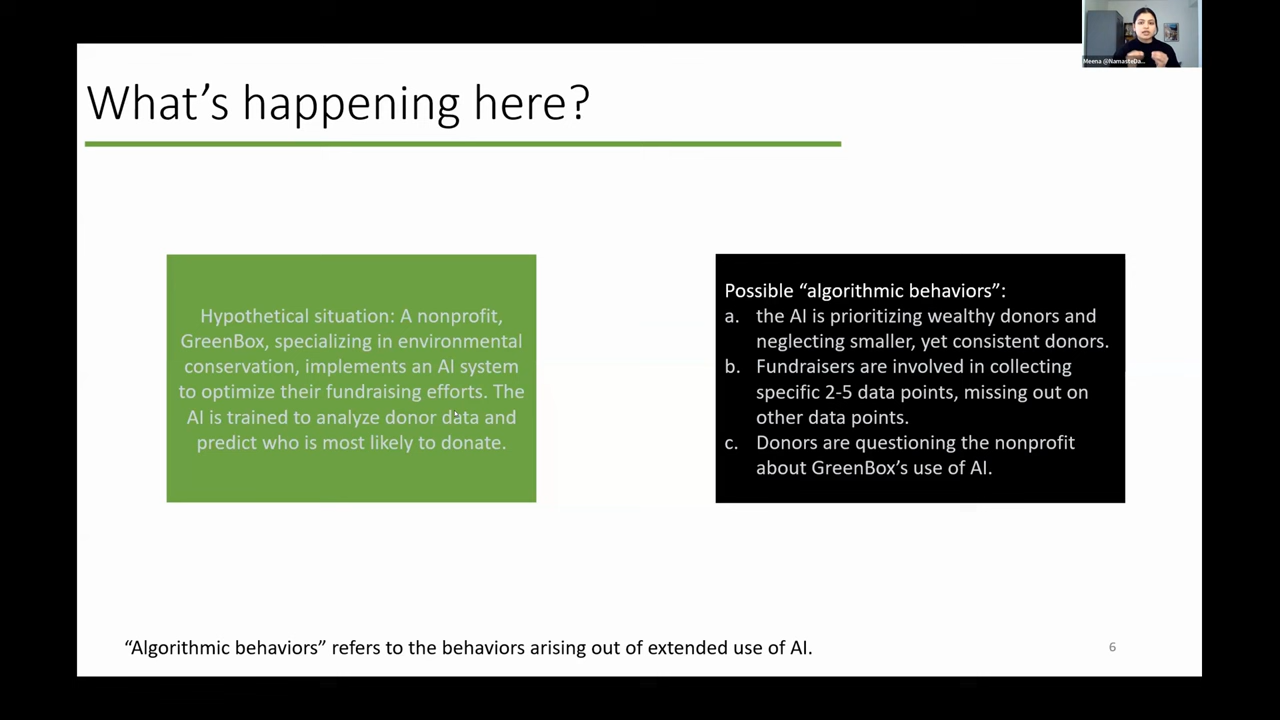 Meena @NamasteDa...
What's happening here?
Hypothetical situation: A nonprofit,
GreenBox, specializing in environmental
conservation, implements an AI system
to optimize their fundraising efforts. The
AI is trained to analyze donor data and
predict who is most likely to donate.
Possible “algorithmic behaviors”:
a. the AI is prioritizing wealthy donors and
neglecting smaller, yet consistent donors.
b. Fundraisers are involved in collecting
specific 2-5 data points, missing out on
other data points.
c. Donors are questioning the nonprofit
about GreenBox’s use of AI.
“Algorithmic behaviors” refers to the behaviors arising out of extended use of AI.
6